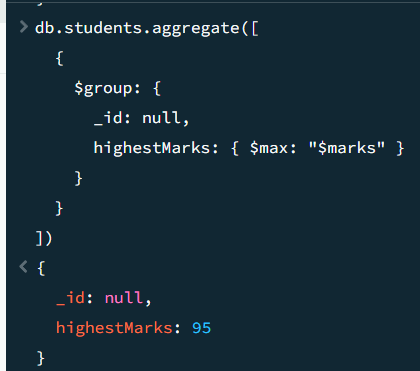 > db.students.aggregate([
{
$group: {
_id: null,
highestMarks: { $max: "$marks" }
}
}
])
< {
_id: null,
highestMarks: 95
}